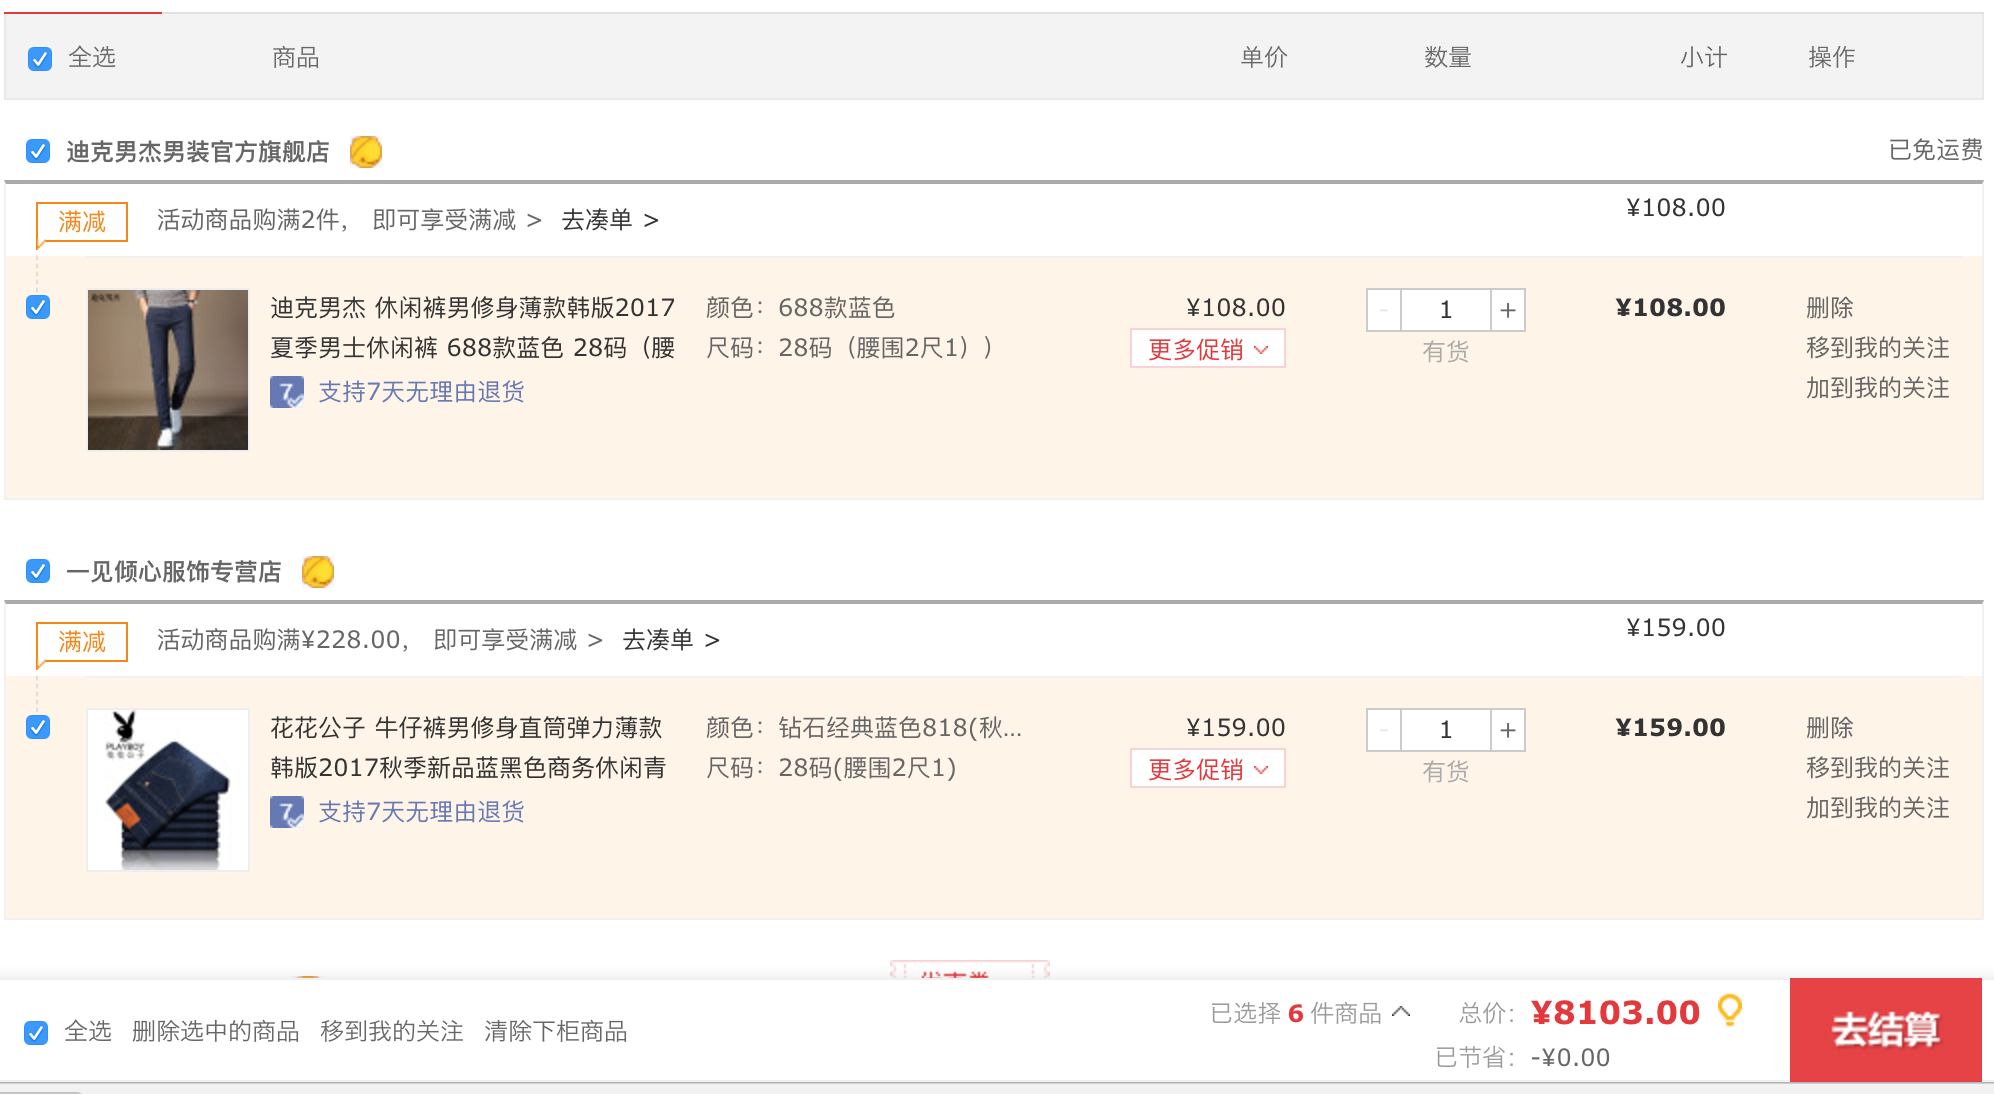 全选 商品 单价 数量 小计 操作
迪克男杰男装官方旗舰店 已免运费
满减 活动商品购满2件， 即可享受满减 > 去凑单 > ¥108.00
迪克男杰 休闲裤男修身薄款韩版2017 颜色：688款蓝色 ¥108.00 - 1 + ¥108.00 删除
夏季男士休闲裤 688款蓝色 28码（腰 尺码：28码（腰围2尺1）） 更多促销 有货 移到我的关注
7 支持7天无理由退货 加到我的关注
一见倾心服饰专营店
满减 活动商品购满¥228.00， 即可享受满减 > 去凑单 > ¥159.00
PLAYBOY
花花公子 牛仔裤男修身直筒弹力薄款 颜色：钻石经典蓝色818(秋... ¥159.00 - 1 + ¥159.00 删除
韩版2017秋季新品蓝黑色商务休闲青 尺码：28码(腰围2尺1) 更多促销 有货 移到我的关注
7 支持7天无理由退货 加到我的关注
全选 删除选中的商品 移到我的关注 清除下柜商品 已选择 6 件商品 总价：¥8103.00 去结算
已节省：-¥0.00